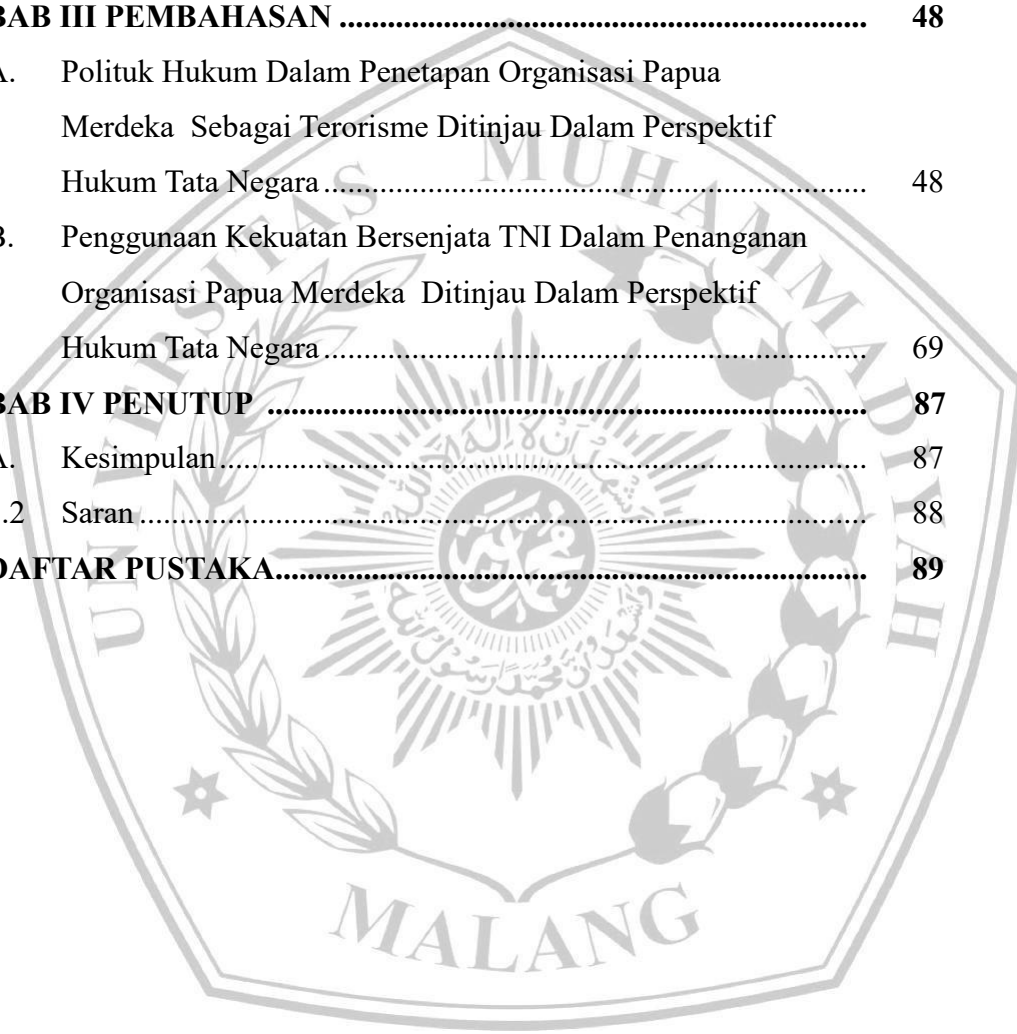 BAB III PEMBAHASAN ............................................................................ 48
A. Polituk Hukum Dalam Penetapan Organisasi Papua
Merdeka Sebagai Terorisme Ditinjau Dalam Perspektif
Hukum Tata Negara ............................................................................ 48
B. Penggunaan Kekuatan Bersenjata TNI Dalam Penanganan
Organisasi Papua Merdeka Ditinjau Dalam Perspektif
Hukum Tata Negara ............................................................................ 69
BAB IV PENUTUP ............................................................................ 87
A. Kesimpulan ............................................................................ 87
.2 Saran ............................................................................ 88
DAFTAR PUSTAKA ............................................................................ 89
UNIVERSITAS MUHAMMADIYAH
MALANG